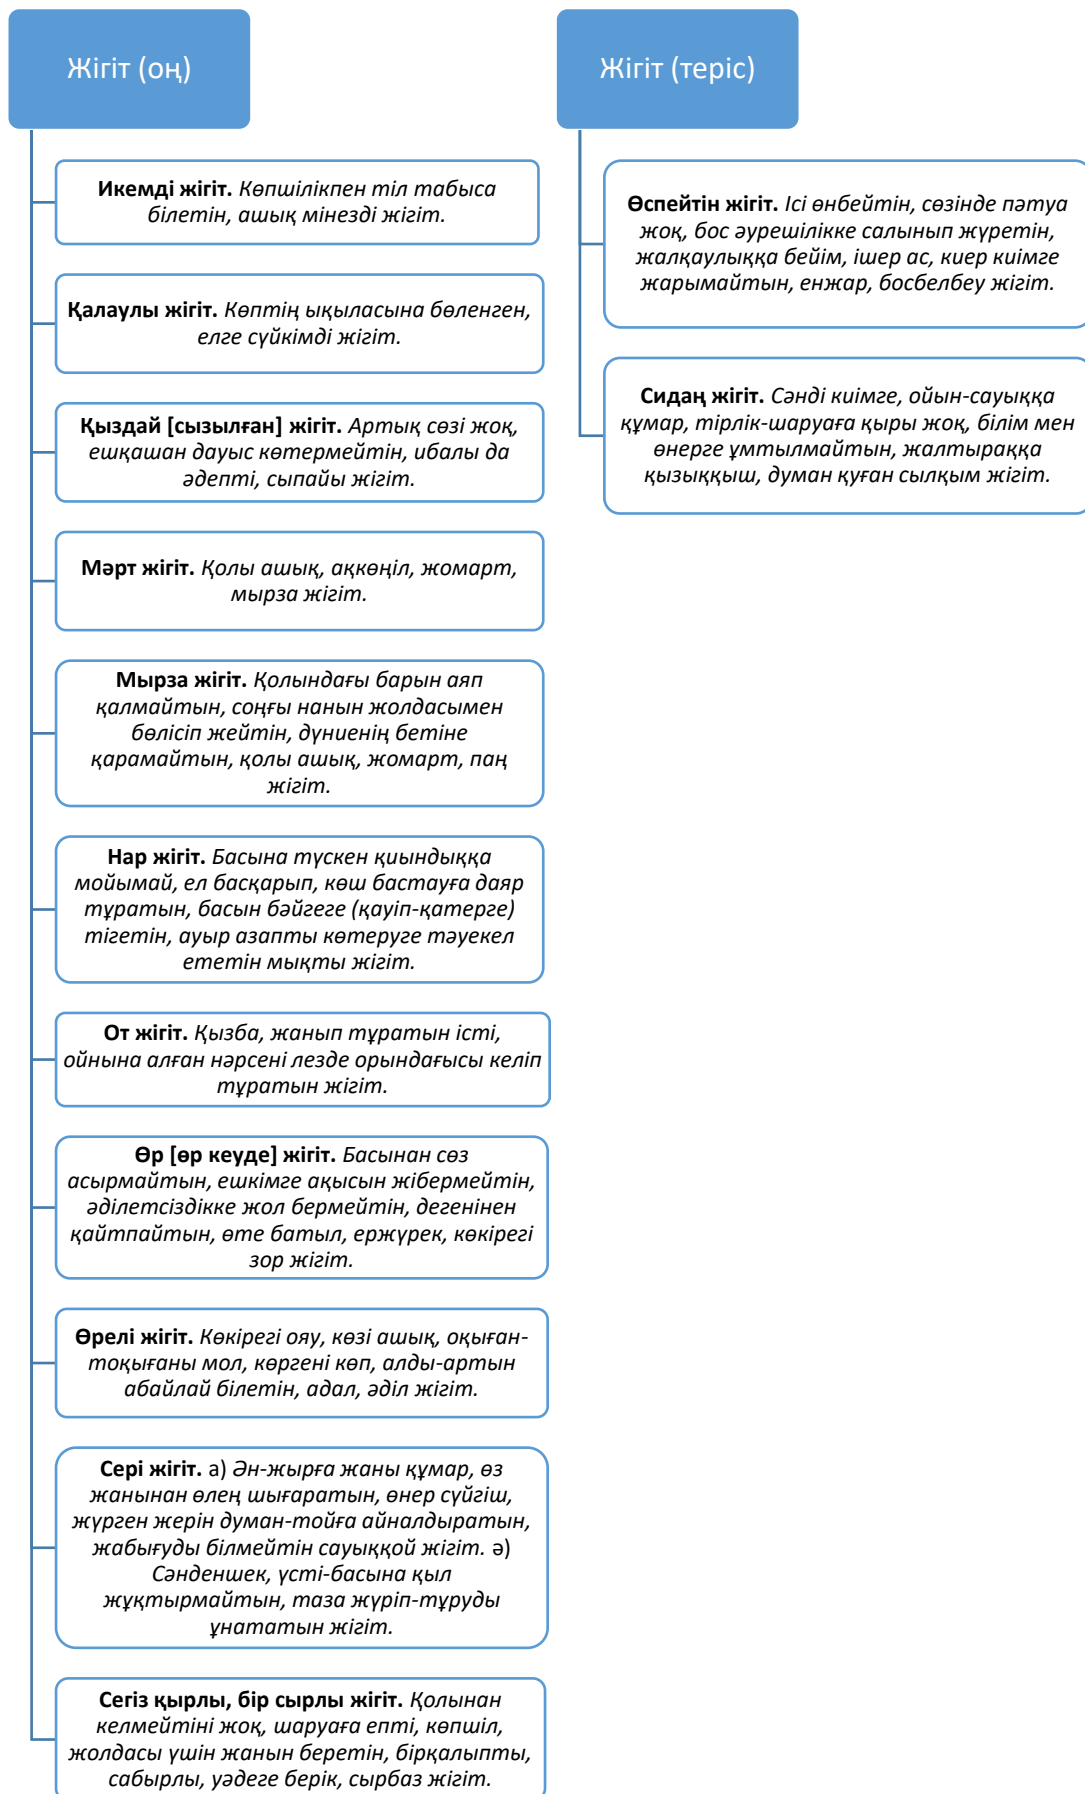 Жігіт (оң)
Икемді жігіт. Көпшілікпен тіл табыса
білетін, ашық мінезді жігіт.
Қалаулы жігіт. Көптің ықыласына бөленген,
елге сүйкімді жігіт.
Қыздай [сызылған] жігіт. Артық сөзі жоқ,
ешқашан дауыс көтермейтін, ибалы да
әдепті, сыпайы жігіт.
Мәрт жігіт. Қолы ашық, ақкөңіл, жомарт,
мырза жігіт.
Мырза жігіт. Қолындағы барын аяп
қалмайтын, соңғы нанын жолдасымен
бөлісіп жейтін, дүниенің бетіне
қарамайтын, қолы ашық, жомарт, паң
жігіт.
Нар жігіт. Басына түскен қиындыққа
мойымай, ел басқарып, көш бастауға даяр
тұратын, басын бәйгеге (қауіп-қатерге)
тігетін, ауыр азапты көтеруге тәуекел
ететін мықты жігіт.
От жігіт. Қызба, жанып тұратын істі,
ойнына алған нәрсені лезде орындағысы келіп
тұратын жігіт.
Өр [өр кеуде] жігіт. Басынан сөз
асырмайтын, ешкімге ақысын жібермейтін,
әділетсіздікке жол бермейтін, дегенінен
қайтпайтын, өте батыл, ержүрек, көкірегі
зор жігіт.
Өрелі жігіт. Көкірегі ояу, көзі ашық, оқыған-
тоқығаны мол, көргені көп, алды-артын
абайлай білетін, адал, әділ жігіт.
Сері жігіт. а) Ән-жырға жаны құмар, өз
жанынан өлең шығаратын, өнер сүйгіш,
жүрген жерін думан-тойға айналдыратын,
жабығуды білмейтін сауыққой жігіт. ә)
Сәнденшек, үсті-басына қыл
жұқтырмайтын, таза жүріп-тұруды
ұнататын жігіт.
Сегіз қырлы, бір сырлы жігіт. Қолынан
келмейтіні жоқ, шаруаға епті, көпшіл,
жолдасы үшін жанын беретін, бірқалыпты,
сабырлы, уәдеге берік, сырбаз жігіт.
Жігіт (теріс)
Өспейтін жігіт. Ісі өнбейтін, сөзінде пәтуа
жоқ, бос әурешілікке салынып жүретін,
жалқаулыққа бейім, ішер ас, киер киімге
жарымайтын, енжар, босбелбеу жігіт.
Сидаң жігіт. Сәнді киімге, ойын-сауыққа
құмар, тірлік-шаруаға қыры жоқ, білім мен
өнерге ұмтылмайтын, жалтыраққа
қызыққыш, думан қуған сылқым жігіт.